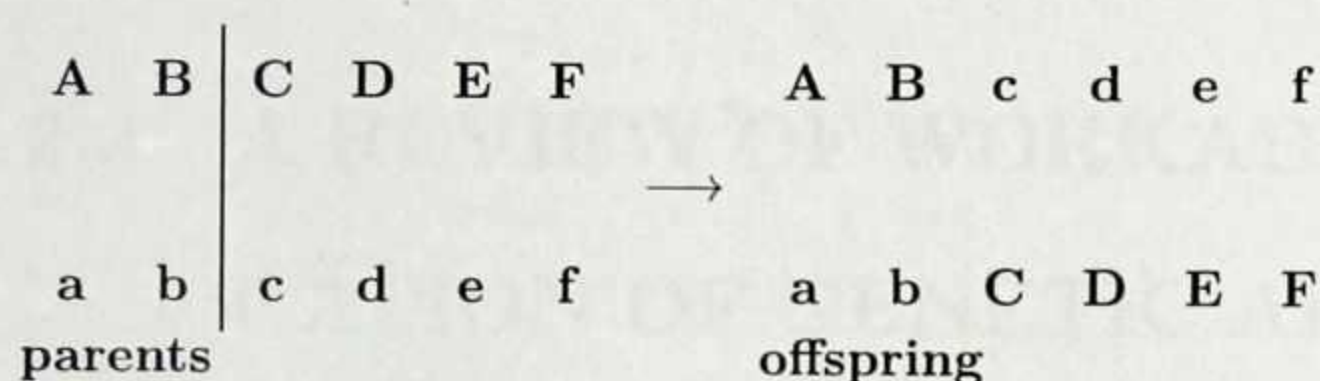 A B C D E F → A B c d e f
a b c d e f a b C D E F
parents offspring